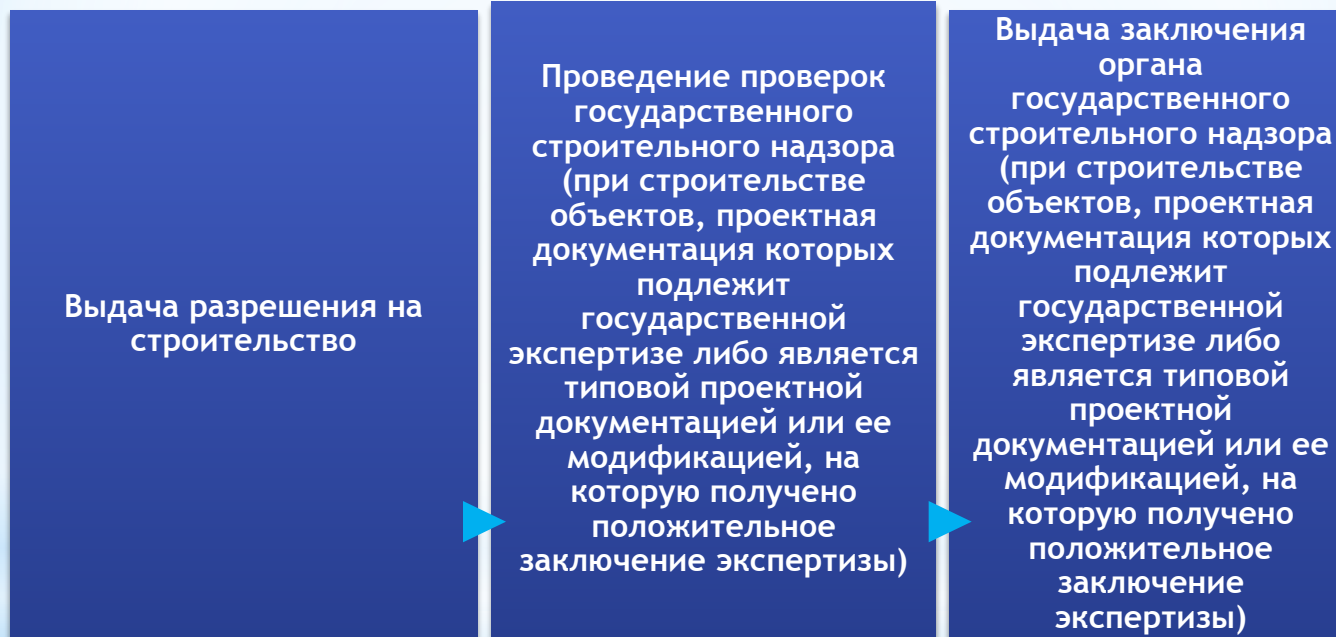 Выдача разрешения на
строительство
Проведение проверок
государственного
строительного надзора
(при строительстве
объектов, проектная
документация которых
подлежит
государственной
экспертизе либо является
типовой проектной
документацией или ее
модификацией, на
которую получено
положительное
заключение экспертизы)
Выдача заключения
органа
государственного
строительного надзора
(при строительстве
объектов, проектная
документация которых
подлежит
государственной
экспертизе либо
является типовой
проектной
документацией или ее
модификацией, на
которую получено
положительное
заключение
экспертизы)